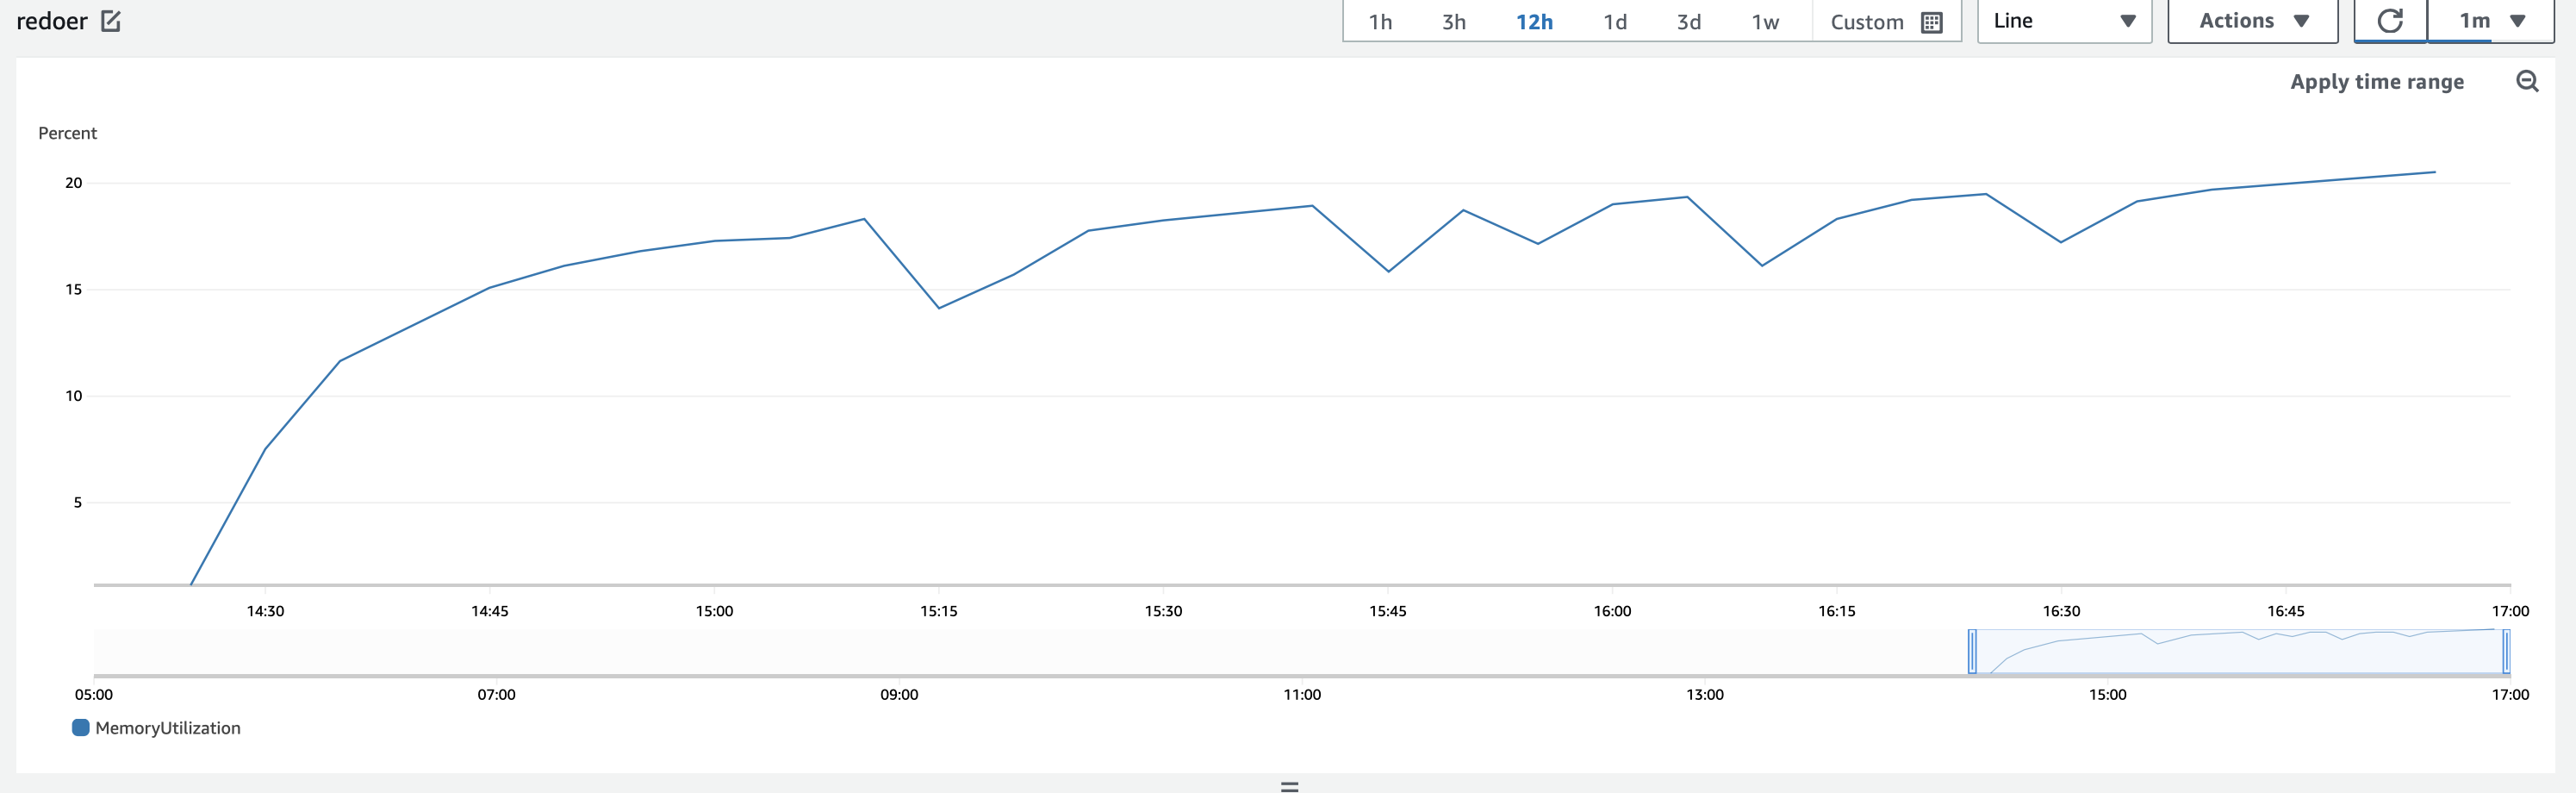 redoer
1h 3h 12h 1d 3d 1w Custom Line Actions 1m
Apply time range
Percent
20
15
10
5
14:30 14:45 15:00 15:15 15:30 15:45 16:00 16:15 16:30 16:45 17:00
05:00 07:00 09:00 11:00 13:00 15:00 17:00
MemoryUtilization